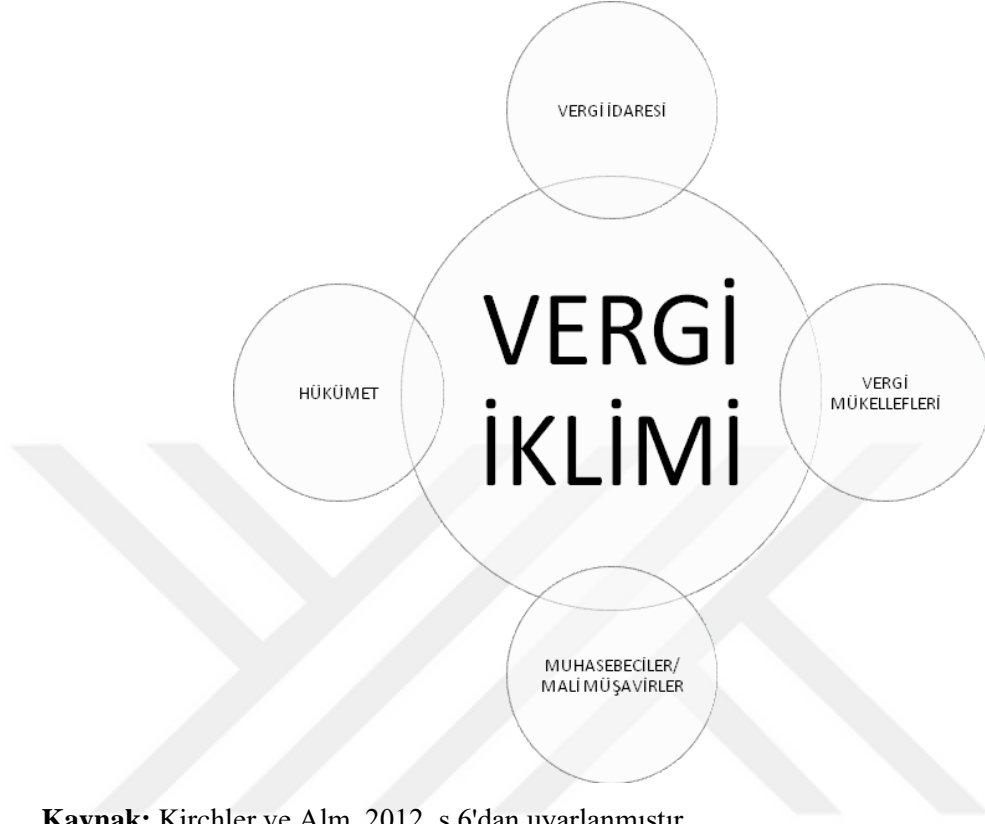 VERGİ İDARESİ
VERGİ
İKLİMİ
HÜKÜMET
VERGİ
MÜKELLEFLERİ
MUHASEBECİLER/
MALİ MÜŞAVİRLER
Kaynak: Kirchler ve Alm, 2012, s.6'dan uyarlanmıştır